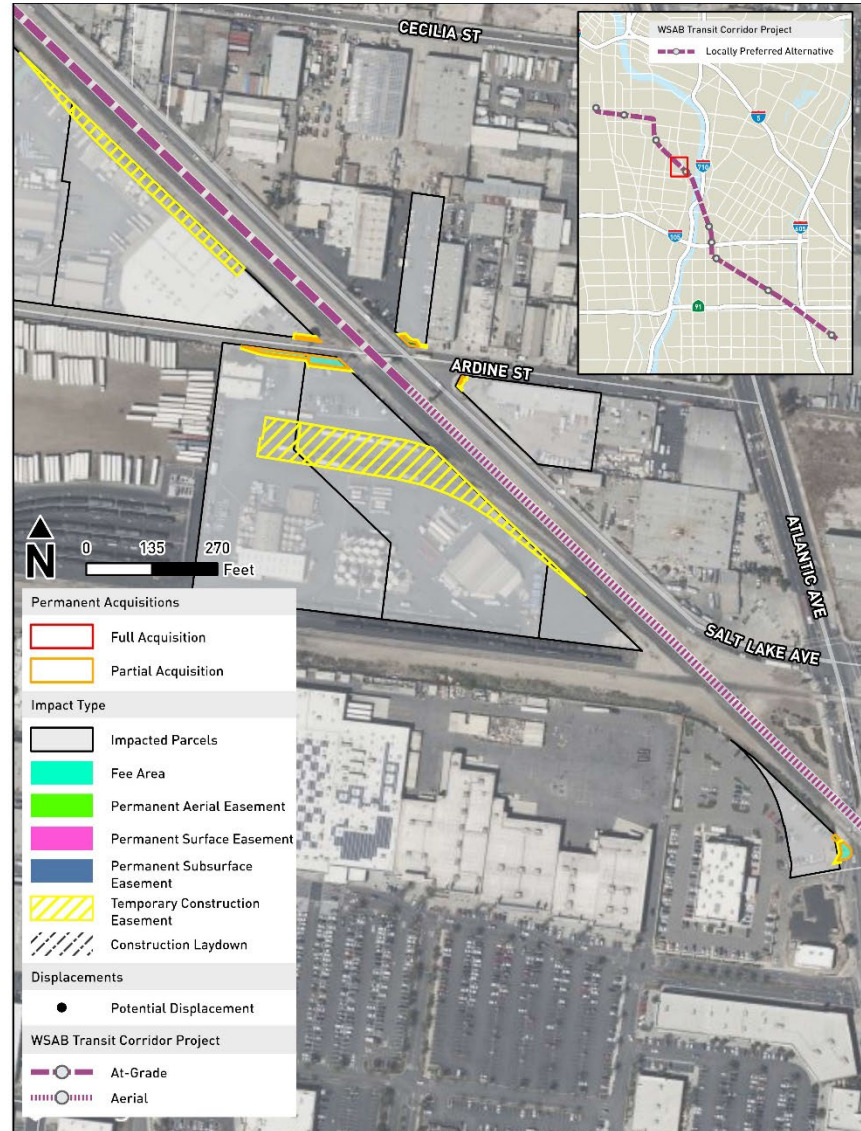 CECILIA ST
WSAB Transit Corridor Project
Locally Preferred Alternative
5
710
105
605
91
ARDINE ST
ATLANTIC AVE
SALT LAKE AVE
N
0 135 270
Feet
Permanent Acquisitions
Full Acquisition
Partial Acquisition
Impact Type
Impacted Parcels
Fee Area
Permanent Aerial Easement
Permanent Surface Easement
Permanent Subsurface
Easement
Temporary Construction
Easement
Construction Laydown
Displacements
Potential Displacement
WSAB Transit Corridor Project
At-Grade
Aerial